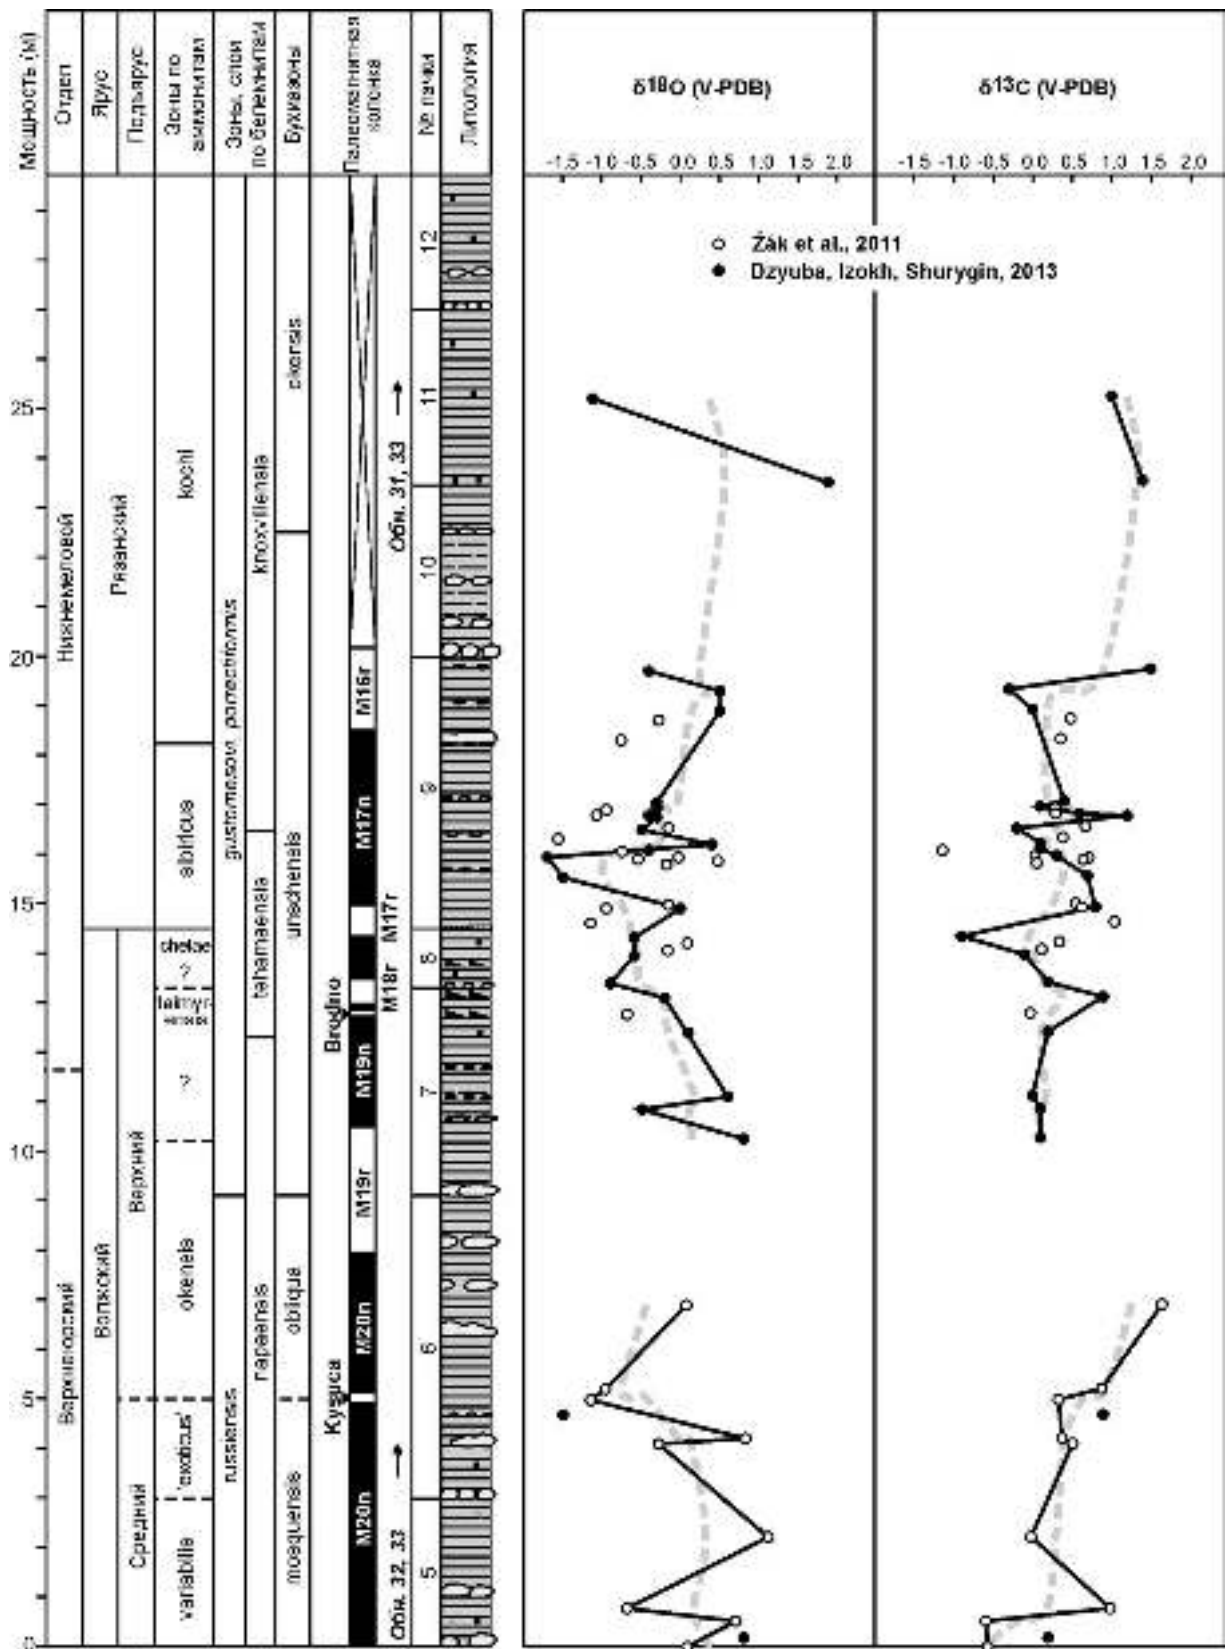 Мощность (м)
Отдел
Ярус
Подъярус
Зоны по
аммонитам
Зоны, слои
по белемнитам
Бухиазоны
Палеомагнитная
колонка
№ пачки
Литология
δ18O (V-PDB)
δ13C (V-PDB)
-1.5 -1.0 -0.5 0.0 0.5 1.0 1.5 2.0
-1.5 -1.0 -0.5 0.0 0.5 1.0 1.5 2.0
Žák et al., 2011
Dzyuba, Izokh, Shurygin, 2013
25
20
15
10
5
0
Нижнемеловой
Верхнеюрский
Рязанский
Волжский
Верхний
Средний
kochi
sibiricus
chetae
?
taimyr-
ensis
?
okensis
'exoticus'
variabilis
gustomesovi
porrectiformis
russiensis
knoxvillensis
tehamaensis
napaensis
okensis
unschensis
obliqua
mosquensis
M16r
M17n
M17r
M18r
Brodno
M19n
M19r
M20n
Kysuca
M20n
Обн. 31, 33
Обн. 32, 33
12
11
10
9
8
7
6
5